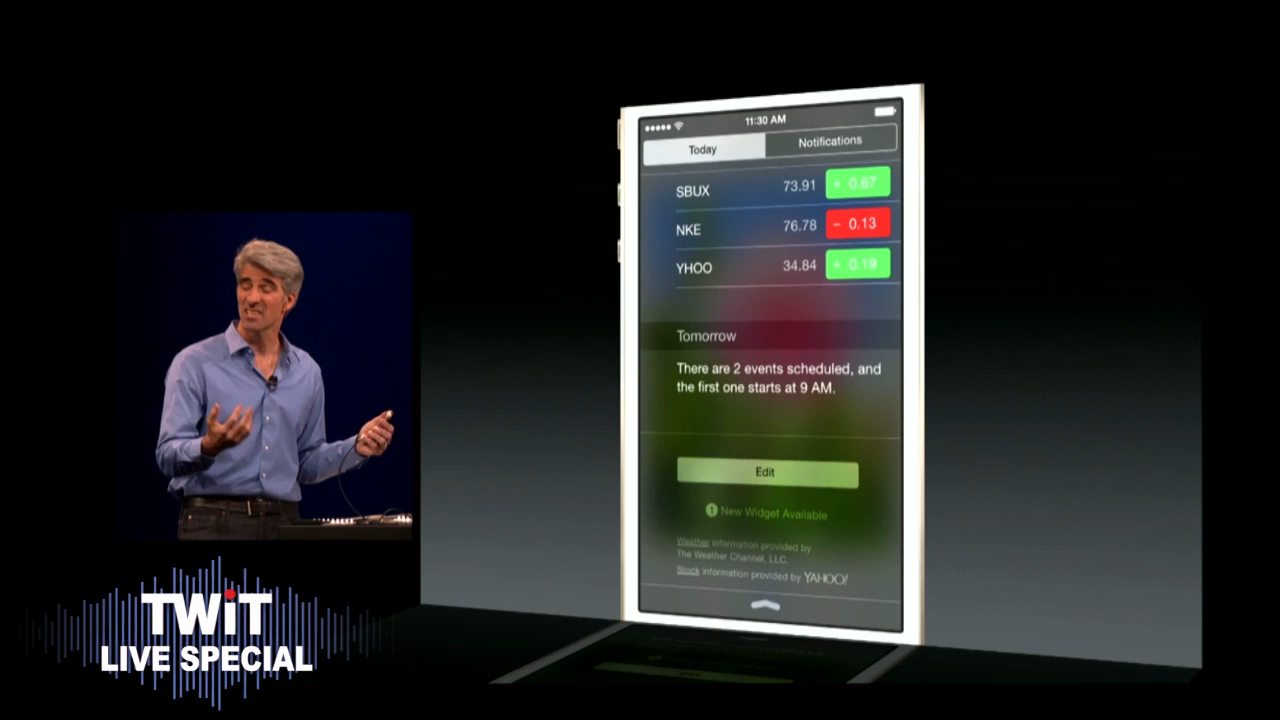 11:30 AM
Today
Notifications
SBUX 73.91 + 0.67
NKE 76.78 − 0.13
YHOO 34.84 + 0.19
Tomorrow
There are 2 events scheduled, and
the first one starts at 9 AM.
Edit
1 New Widget Available
Weather information provided by
The Weather Channel, LLC.
Stock information provided by YAHOO!
TWiT
LIVE SPECIAL